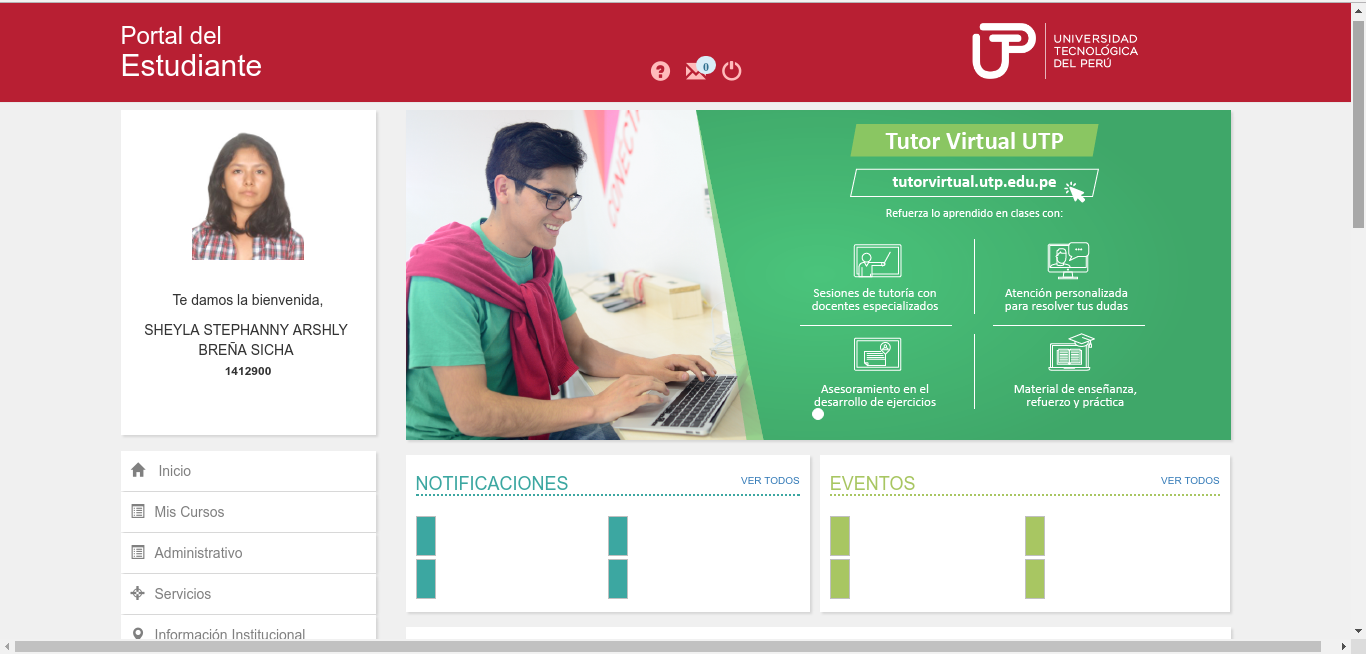 Portal del
Estudiante
?
0
UTP
UNIVERSIDAD
TECNOLÓGICA
DEL PERÚ
Te damos la bienvenida,
SHEYLA STEPHANNY ARSHLY
BREÑA SICHA
1412900
Inicio
Mis Cursos
Administrativo
Servicios
Información Institucional
CONECT
Tutor Virtual UTP
tutorvirtual.utp.edu.pe
Refuerza lo aprendido en clases con:
Sesiones de tutoría con
docentes especializados
Atención personalizada
para resolver tus dudas
Asesoramiento en el
desarrollo de ejercicios
Material de enseñanza,
refuerzo y práctica
NOTIFICACIONES
VER TODOS
EVENTOS
VER TODOS